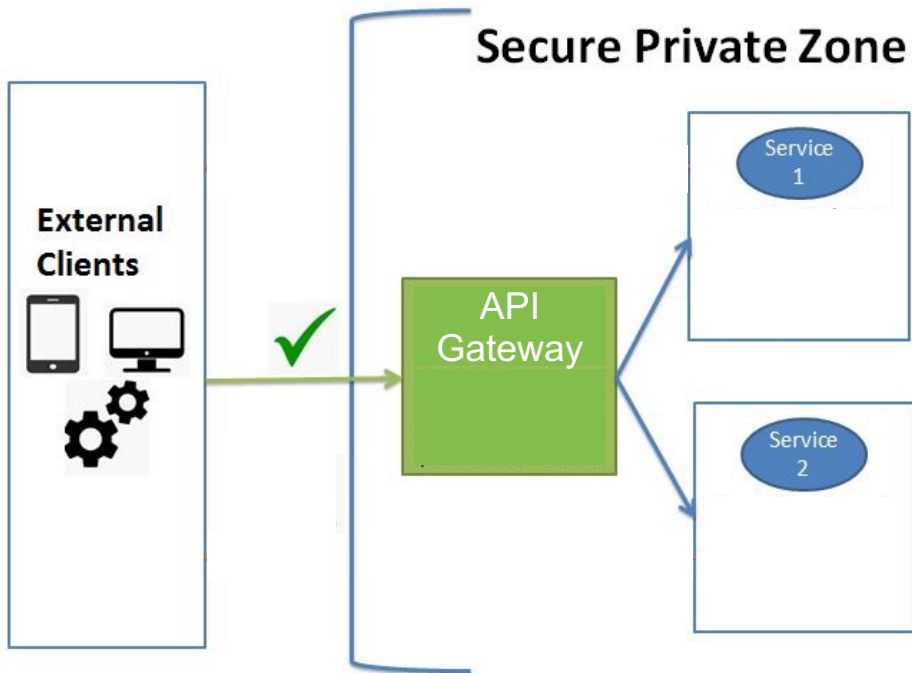 Secure Private Zone
External
Clients
API
Gateway
Service
1
Service
2